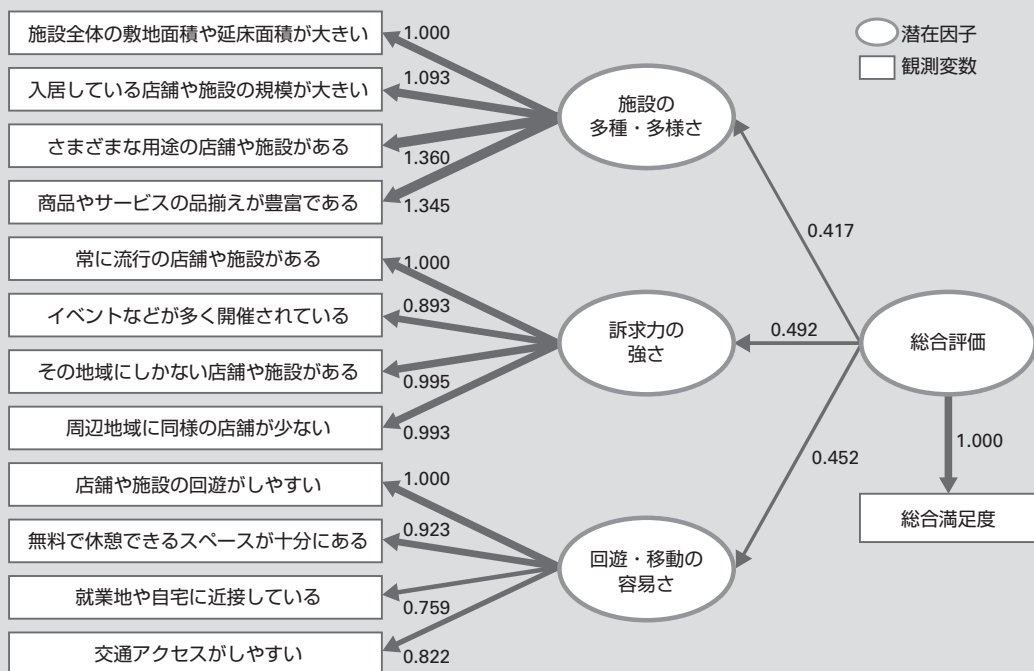 施設全体の敷地面積や延床面積が大きい
1.000
入居している店舗や施設の規模が大きい
1.093
さまざまな用途の店舗や施設がある
1.360
商品やサービスの品揃えが豊富である
1.345
常に流行の店舗や施設がある
1.000
イベントなどが多く開催されている
0.893
その地域にしかない店舗や施設がある
0.995
周辺地域に同様の店舗が少ない
0.993
店舗や施設の回遊がしやすい
1.000
無料で休憩できるスペースが十分にある
0.923
就業地や自宅に近接している
0.759
交通アクセスがしやすい
0.822
施設の
多種・多様さ
訴求力の
強さ
回遊・移動の
容易さ
0.417
0.492
0.452
潜在因子
観測変数
総合評価
1.000
総合満足度